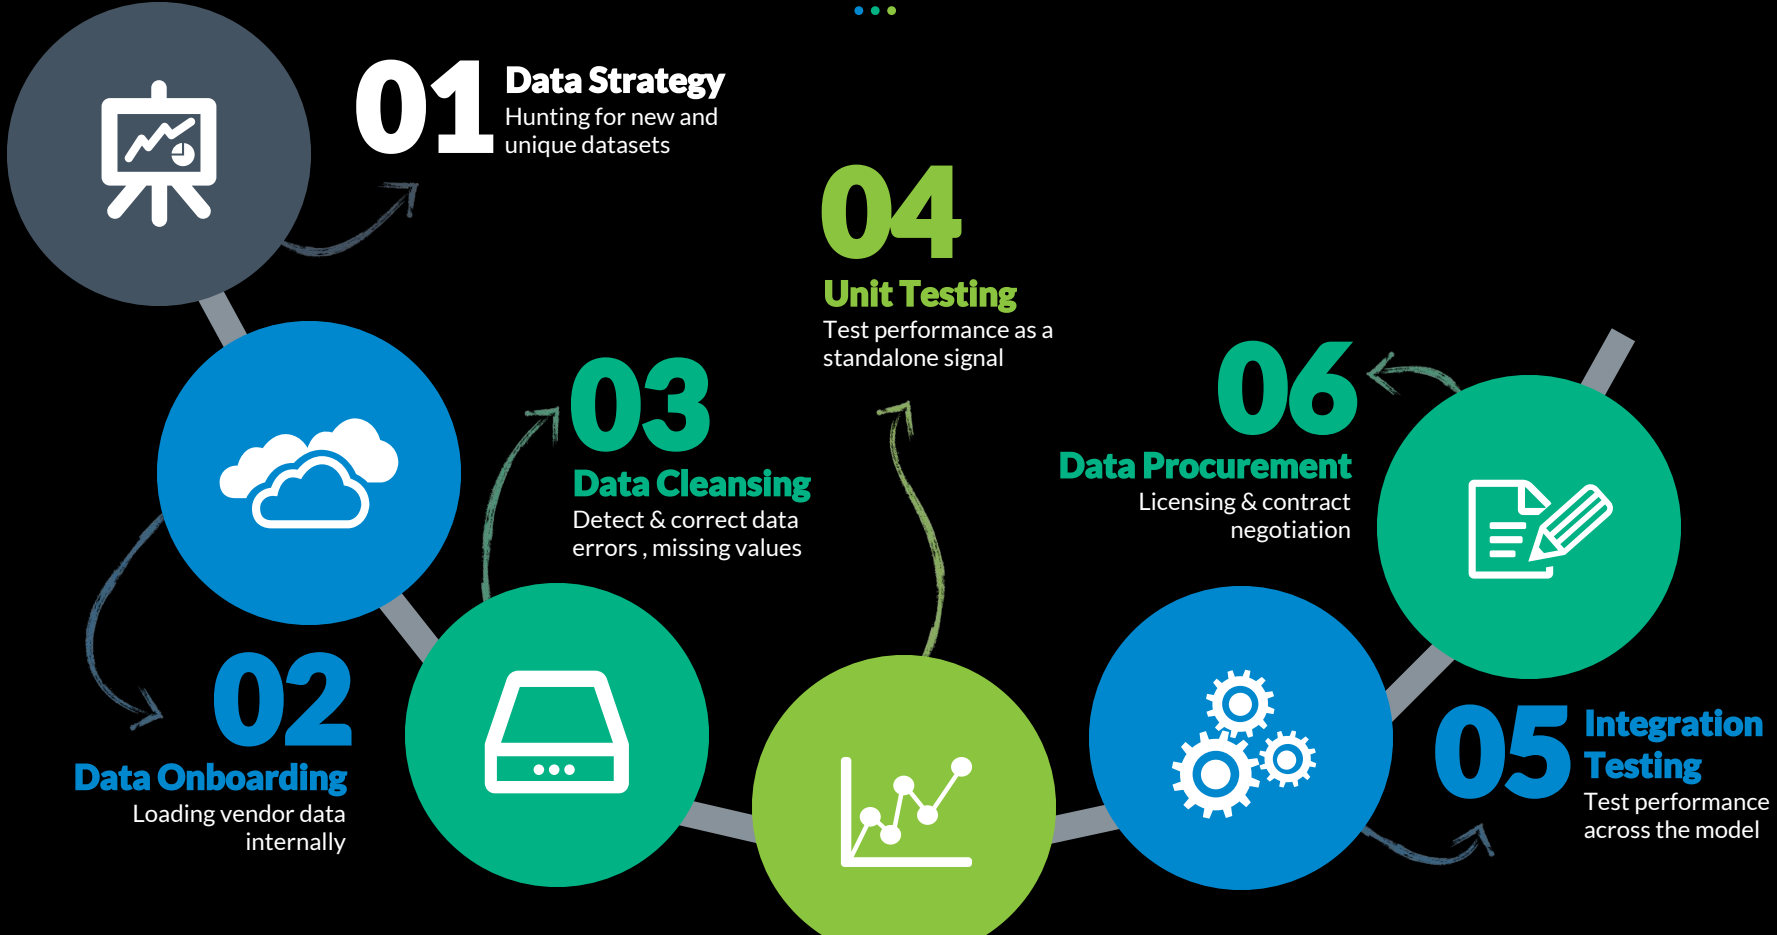 01
Data Strategy
Hunting for new and
unique datasets
02
Data Onboarding
Loading vendor data
internally
03
Data Cleansing
Detect & correct data
errors , missing values
04
Unit Testing
Test performance as a
standalone signal
05
Integration
Testing
Test performance
across the model
06
Data Procurement
Licensing & contract
negotiation